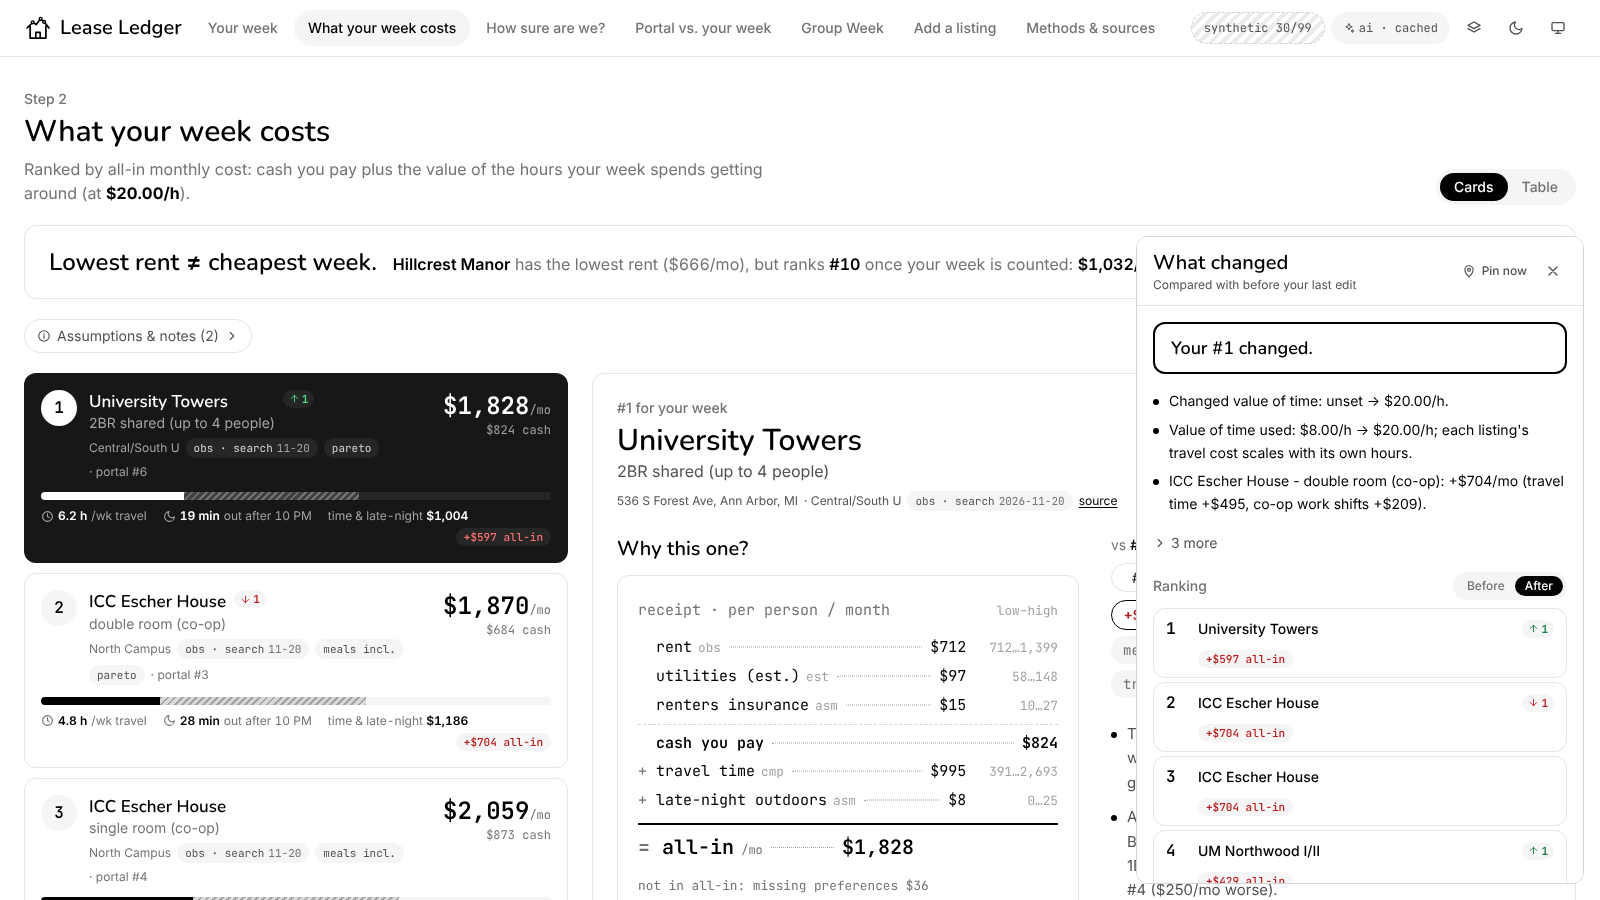 Lease Ledger
Your week
What your week costs
How sure are we?
Portal vs. your week
Group Week
Add a listing
Methods & sources
synthetic 30/99
ai · cached
Step 2
What your week costs
Ranked by all-in monthly cost: cash you pay plus the value of the hours your week spends getting
around (at $20.00/h).
Cards
Table
Lowest rent ≠ cheapest week. Hillcrest Manor has the lowest rent ($666/mo), but ranks #10 once your week is counted: $1,032/
Assumptions & notes (2)
1
University Towers
↑ 1
$1,828/mo
2BR shared (up to 4 people)
$824 cash
Central/South U
obs · search 11-20
pareto
· portal #6
6.2 h /wk travel
19 min out after 10 PM
time & late-night $1,004
+$597 all-in
2
ICC Escher House
↓ 1
$1,870/mo
double room (co-op)
$684 cash
North Campus
obs · search 11-20
meals incl.
pareto
· portal #3
4.8 h /wk travel
28 min out after 10 PM
time & late-night $1,186
+$704 all-in
3
ICC Escher House
$2,059/mo
single room (co-op)
$873 cash
North Campus
obs · search 11-20
meals incl.
· portal #4
#1 for your week
University Towers
2BR shared (up to 4 people)
536 S Forest Ave, Ann Arbor, MI · Central/South U
obs · search 2026-11-20
source
Why this one?
receipt · per person / month
low-high
rent obs $712 712…1,399
utilities (est.) est $97 58…148
renters insurance asm $15 10…27
cash you pay $824
+ travel time cmp $995 391…2,693
+ late-night outdoors asm $8 0…25
= all-in /mo $1,828
not in all-in: missing preferences $36
vs
#4 ($250/mo worse).
What changed
Compared with before your last edit
Pin now
Your #1 changed.
Changed value of time: unset → $20.00/h.
Value of time used: $8.00/h → $20.00/h; each listing's
travel cost scales with its own hours.
ICC Escher House - double room (co-op): +$704/mo (travel
time +$495, co-op work shifts +$209).
3 more
Ranking
Before
After
1
University Towers
↑ 1
+$597 all-in
2
ICC Escher House
↓ 1
+$704 all-in
3
ICC Escher House
+$704 all-in
4
UM Northwood I/II
↑ 1
+$429 all-in